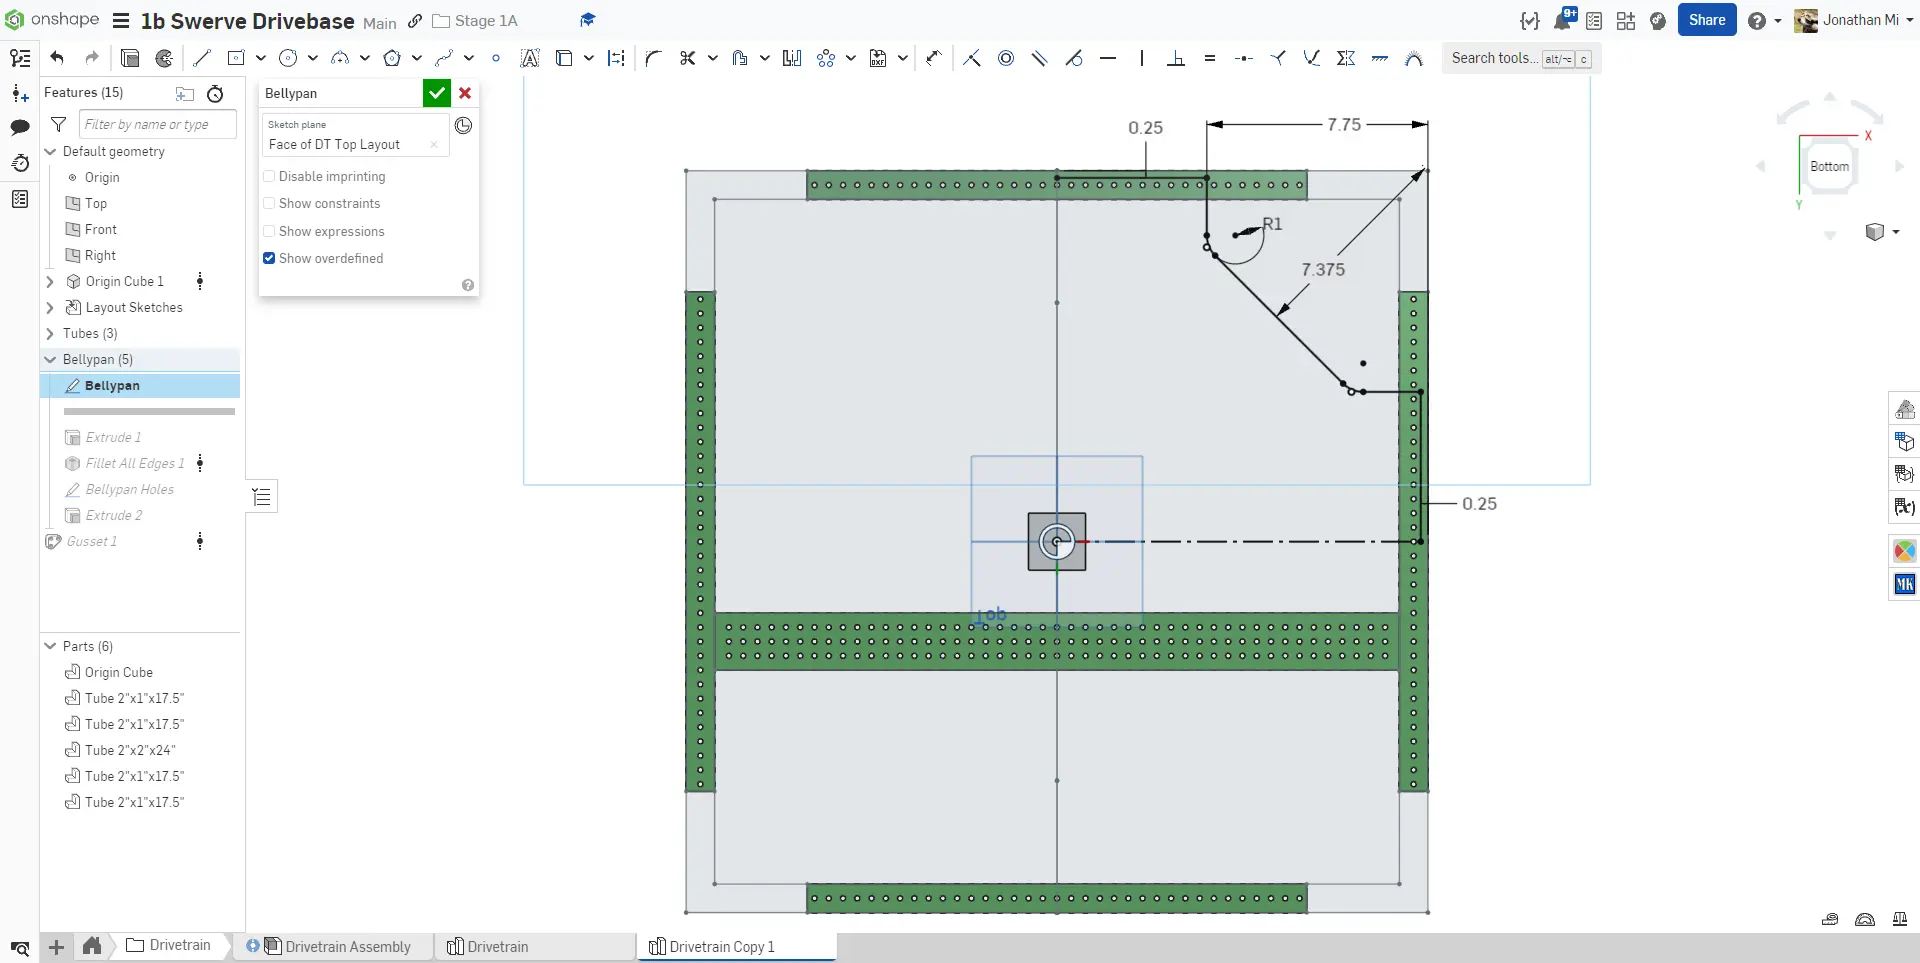 onshape
1b Swerve Drivebase Main Stage 1A
9+
Share
Jonathan Mi
Search tools... alt/⌥ c
Features (15)
Filter by name or type
Default geometry
Origin
Top
Front
Right
Origin Cube 1
Layout Sketches
Tubes (3)
Bellypan (5)
Bellypan
Extrude 1
Fillet All Edges 1
Bellypan Holes
Extrude 2
Gusset 1
Parts (6)
Origin Cube
Tube 2"x1"x17.5"
Tube 2"x1"x17.5"
Tube 2"x2"x24"
Tube 2"x1"x17.5"
Tube 2"x1"x17.5"
Bellypan
Sketch plane
Face of DT Top Layout
Disable imprinting
Show constraints
Show expressions
Show overdefined
0.25
7.75
R1
7.375
0.25
Bottom
X
Y
DXF
MK
Drivetrain
Drivetrain Assembly
Drivetrain
Drivetrain Copy 1